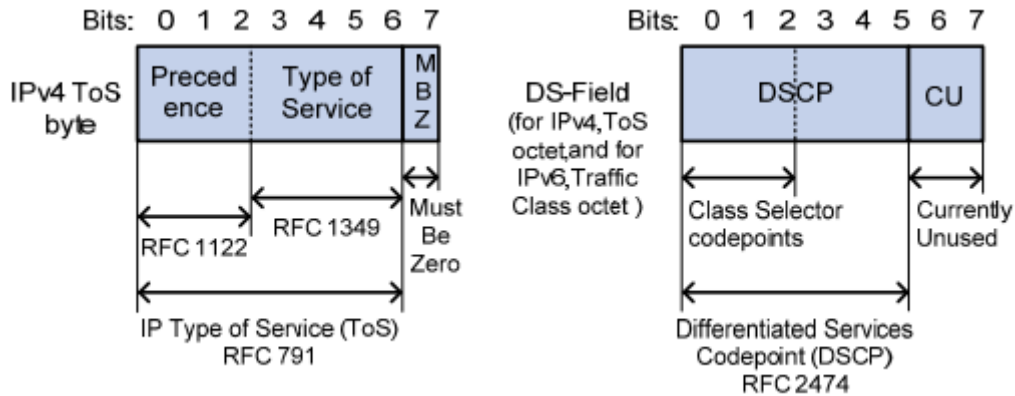 Bits: 0 1 2 3 4 5 6 7
IPv4 ToS
byte
Preced
ence
Type of
Service
M
B
Z
RFC 1122
RFC 1349
Must
Be
Zero
IP Type of Service (ToS)
RFC 791
Bits: 0 1 2 3 4 5 6 7
DS-Field
(for IPv4,ToS
octet,and for
IPv6,Traffic
Class octet )
DSCP
CU
Class Selector
codepoints
Currently
Unused
Differentiated Services
Codepoint (DSCP)
RFC 2474